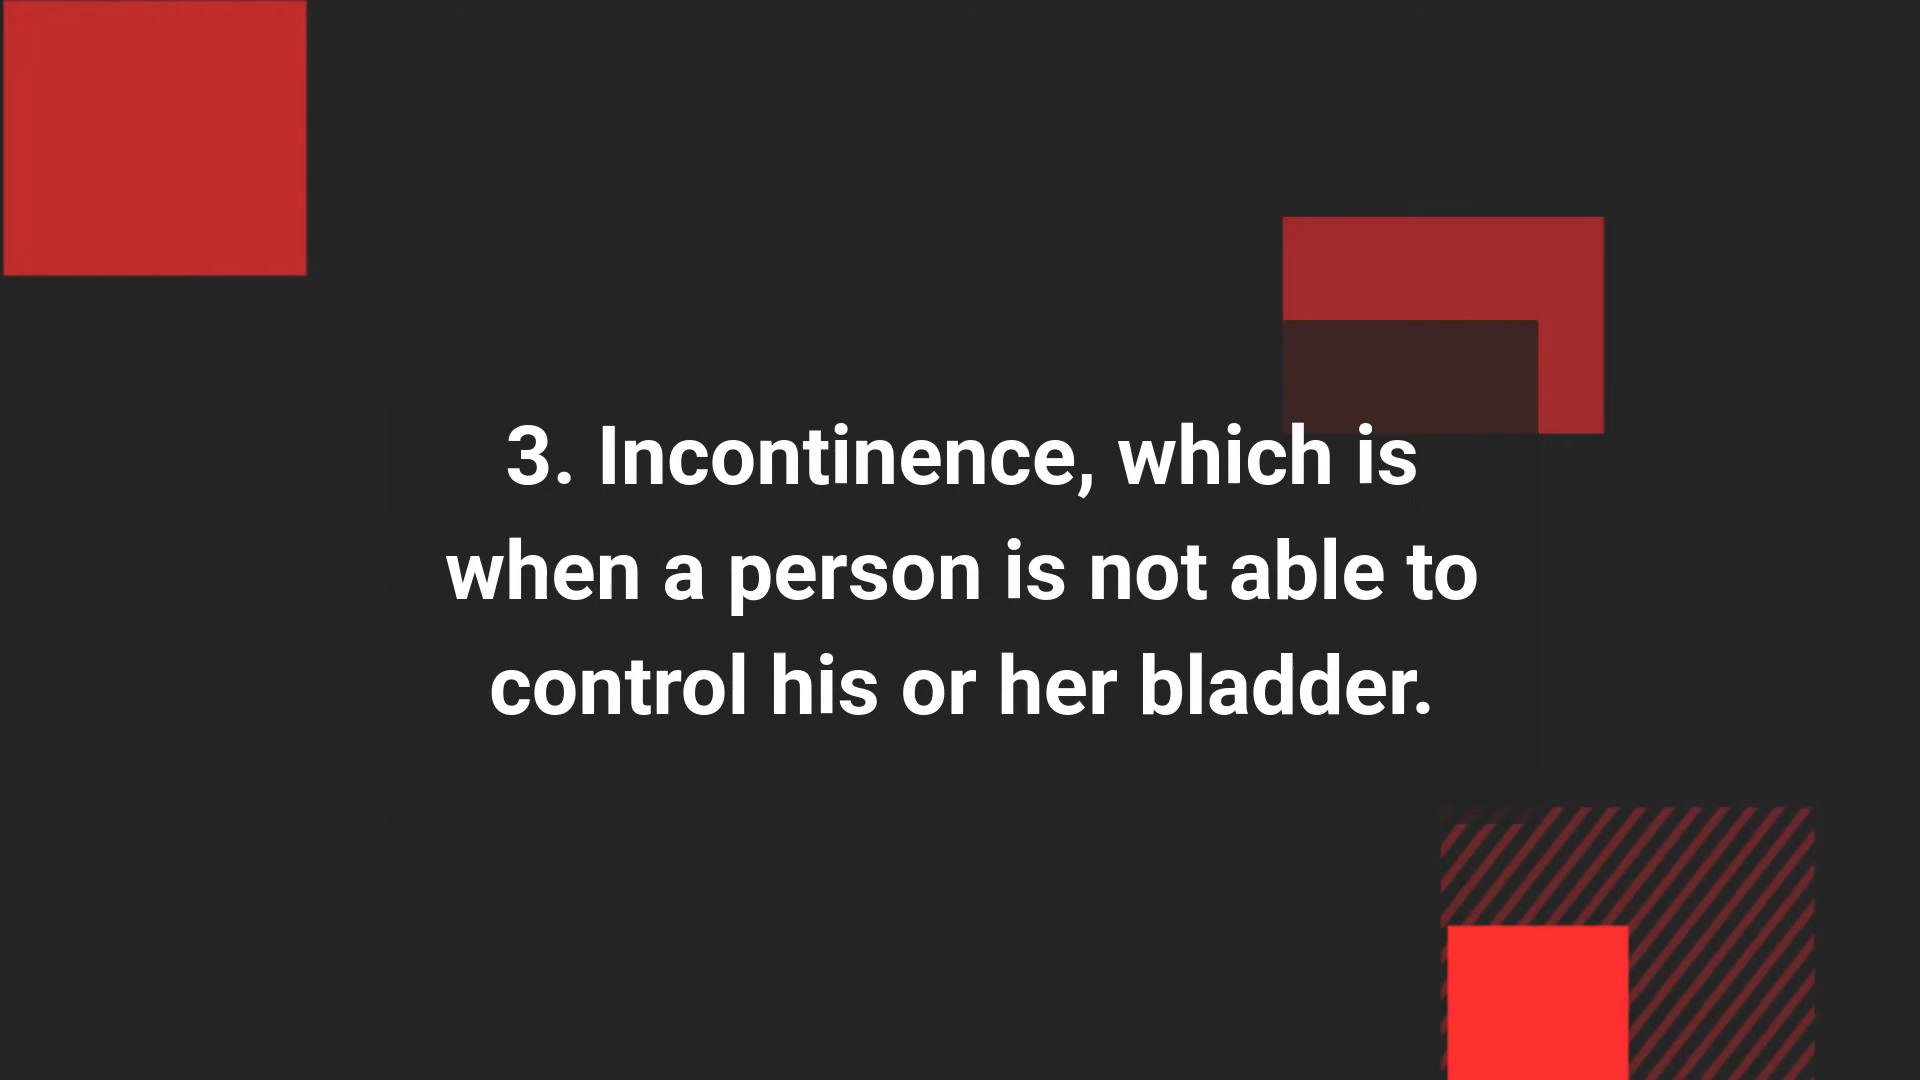 3. Incontinence, which is
when a person is not able to
control his or her bladder.